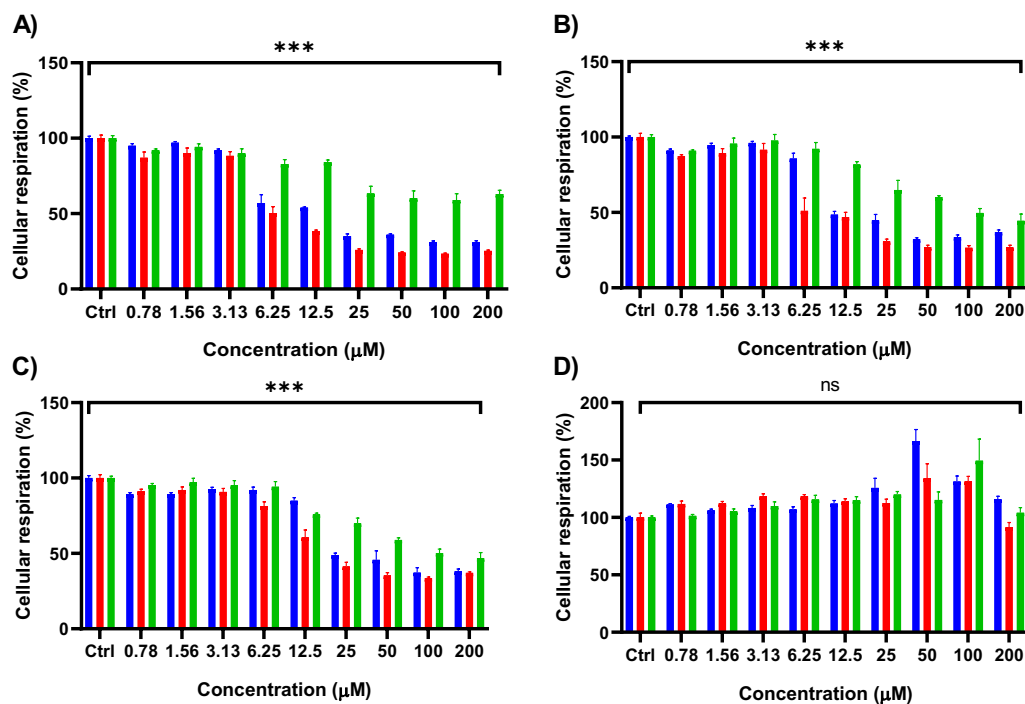 A)
***
150
100
50
0
Cellular respiration (%)
Ctrl 0.78 1.56 3.13 6.25 12.5 25 50 100 200
Concentration (μM)
B)
***
150
100
50
0
Cellular respiration (%)
Ctrl 0.78 1.56 3.13 6.25 12.5 25 50 100 200
Concentration (μM)
C)
***
150
100
50
0
Cellular respiration (%)
Ctrl 0.78 1.56 3.13 6.25 12.5 25 50 100 200
Concentration (μM)
D)
ns
200
150
100
50
0
Cellular respiration (%)
Ctrl 0.78 1.56 3.13 6.25 12.5 25 50 100 200
Concentration (μM)